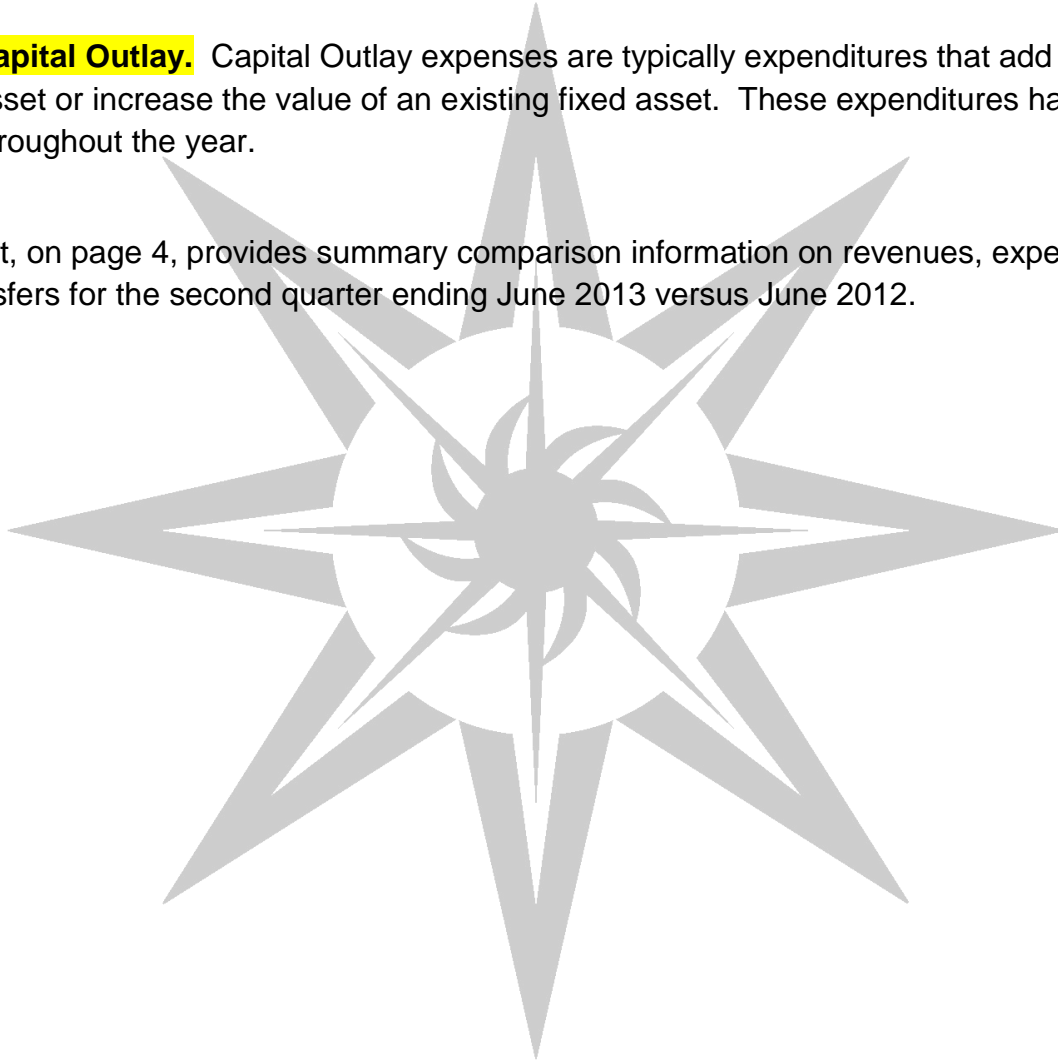 apital Outlay. Capital Outlay expenses are typically expenditures that add
sset or increase the value of an existing fixed asset. These expenditures ha
roughout the year.
t, on page 4, provides summary comparison information on revenues, expe
sfers for the second quarter ending June 2013 versus June 2012.